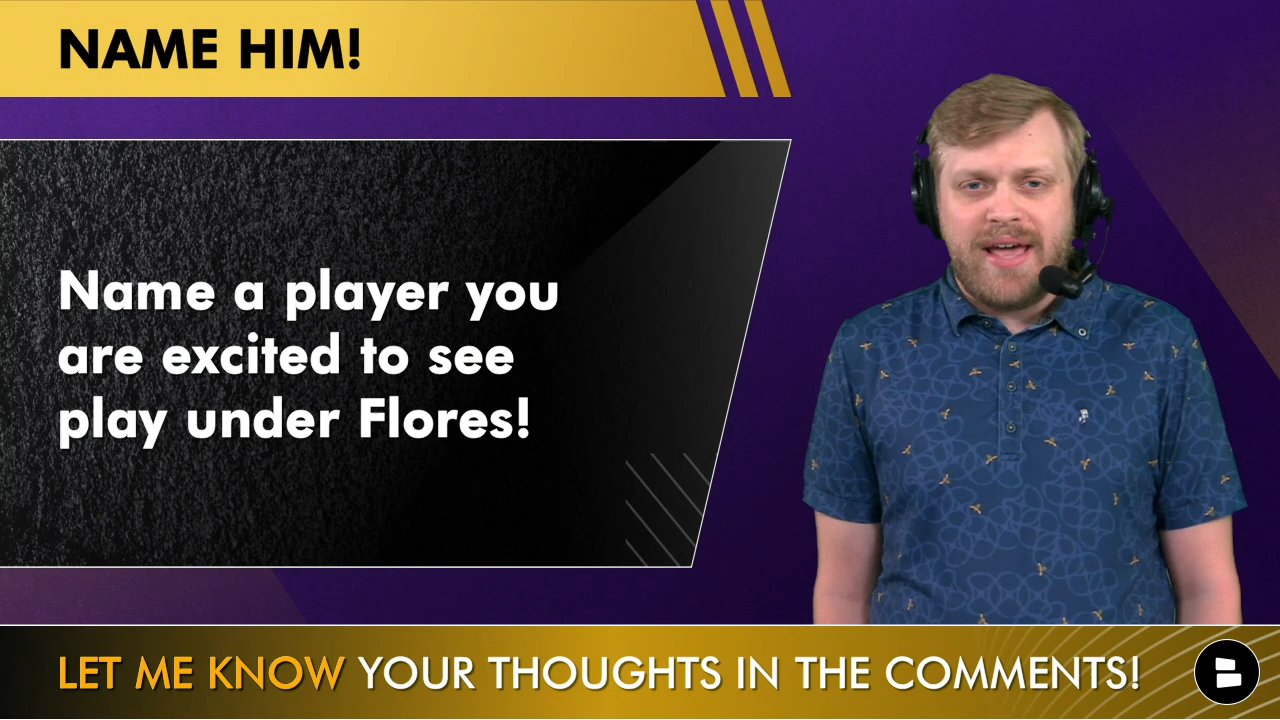 NAME HIM!
Name a player you
are excited to see
play under Flores!
LET ME KNOW YOUR THOUGHTS IN THE COMMENTS!